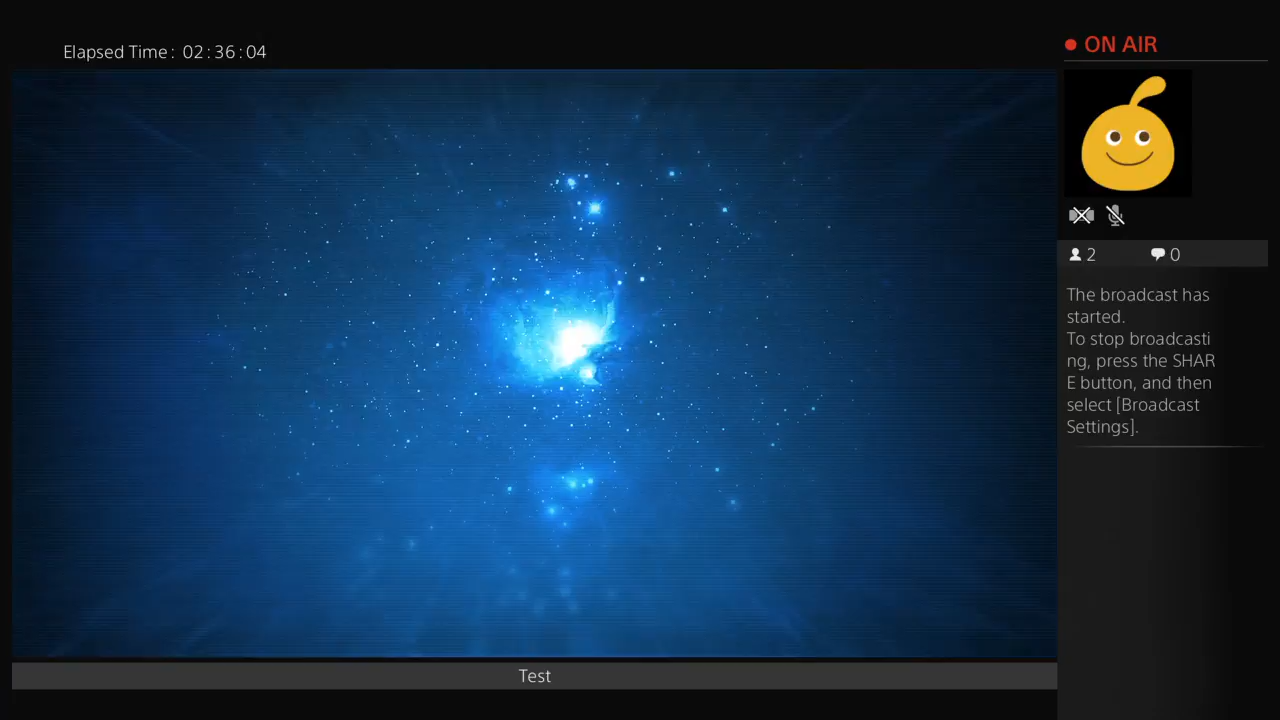 Elapsed Time: 02:36:04
ON AIR
2
0
The broadcast has
started.
To stop broadcasti
ng, press the SHAR
E button, and then
select [Broadcast
Settings].
Test